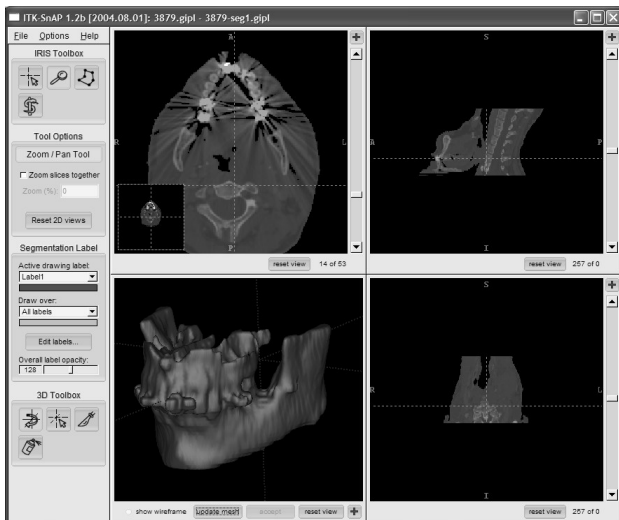 ITK-SnAP 1.2b [2004.08.01]: 3879.gipl - 3879-seg1.gipl
File Options Help
IRIS Toolbox
Tool Options
Zoom / Pan Tool
Zoom slices together
Zoom (%): 0
Reset 2D views
Segmentation Label
Active drawing label:
Label1
Draw over:
All labels
Edit labels...
Overall label opacity:
128
3D Toolbox
A
R
L
P
reset view 14 of 53
S
A
P
I
reset view 257 of 0
show wireframe update mesh accept reset view
S
R
L
I
reset view 257 of 0